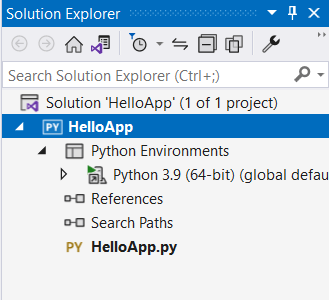 Solution Explorer
Search Solution Explorer (Ctrl+;)
Solution 'HelloApp' (1 of 1 project)
PY HelloApp
Python Environments
Python 3.9 (64-bit) (global defau
References
Search Paths
PY HelloApp.py